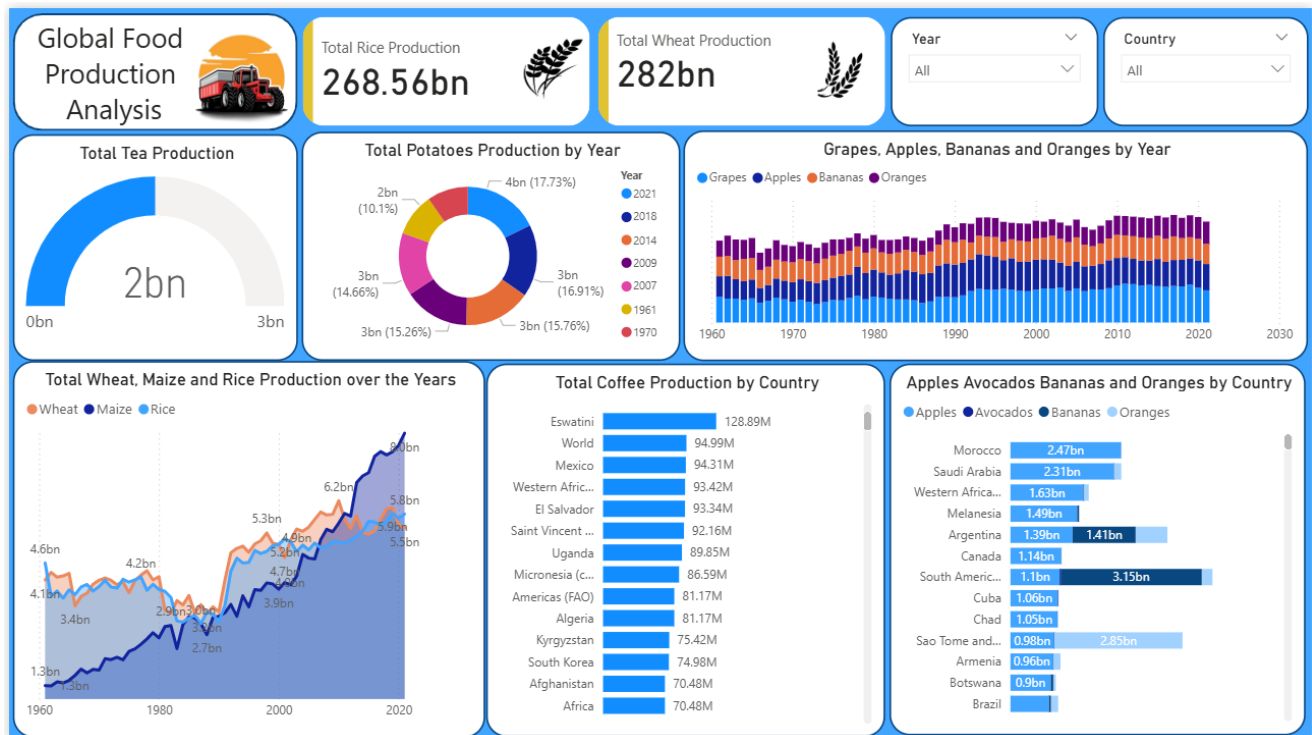 Global Food
Production
Analysis
Total Rice Production
268.56bn
Total Wheat Production
282bn
Year
All
Country
All
Total Tea Production
2bn
0bn
3bn
Total Potatoes Production by Year
4bn (17.73%)
3bn
(16.91%)
3bn (15.76%)
3bn (15.26%)
3bn
(14.66%)
2bn
(10.1%)
Year
2021
2018
2014
2009
2007
1961
1970
Grapes, Apples, Bananas and Oranges by Year
Grapes Apples Bananas Oranges
1960 1970 1980 1990 2000 2010 2020 2030
Total Wheat, Maize and Rice Production over the Years
Wheat Maize Rice
4.6bn
4.1bn
3.4bn
1.3bn
1.3bn
4.2bn
2.9bn
3.0bn
2.7bn
5.3bn
4.9bn
5.2bn
4.7bn
3.9bn
6.2bn
8.0bn
5.8bn
5.9bn
5.5bn
1960 1980 2000 2020
Total Coffee Production by Country
Eswatini 128.89M
World 94.99M
Mexico 94.31M
Western Afric... 93.42M
El Salvador 93.34M
Saint Vincent ... 92.16M
Uganda 89.85M
Micronesia (c... 86.59M
Americas (FAO) 81.17M
Algeria 81.17M
Kyrgyzstan 75.42M
South Korea 74.98M
Afghanistan 70.48M
Africa 70.48M
Apples Avocados Bananas and Oranges by Country
Apples Avocados Bananas Oranges
Morocco 2.47bn
Saudi Arabia 2.31bn
Western Africa... 1.63bn
Melanesia 1.49bn
Argentina 1.39bn 1.41bn
Canada 1.14bn
South Americ... 1.1bn 3.15bn
Cuba 1.06bn
Chad 1.05bn
Sao Tome and... 0.98bn 2.85bn
Armenia 0.96bn
Botswana 0.9bn
Brazil